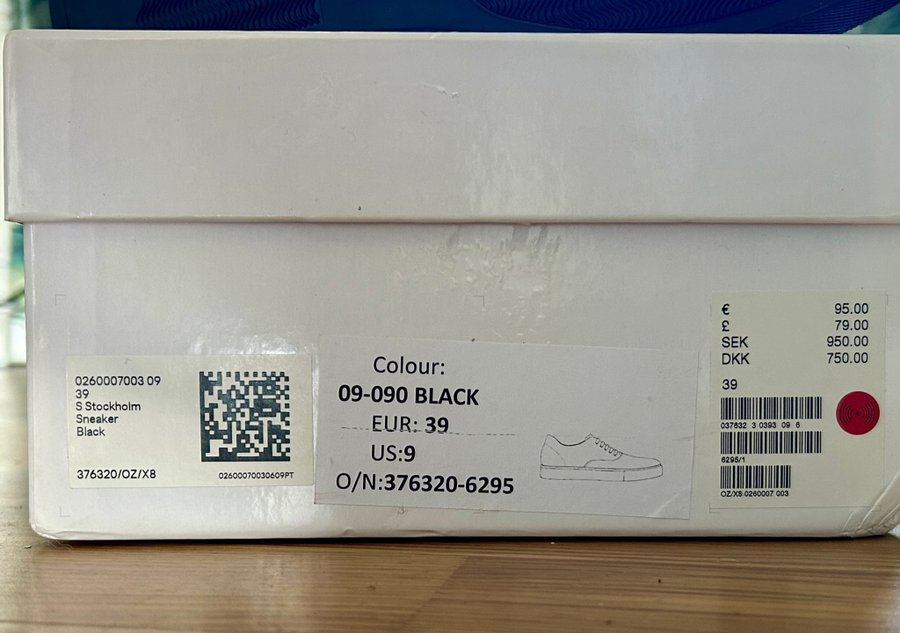 0260007003 09
39
S Stockholm
Sneaker
Black
376320/OZ/X8
02600070030609PT
Colour:
09-090 BLACK
EUR: 39
US:9
O/N:376320-6295
€ 95.00
£ 79.00
SEK 950.00
DKK 750.00
39
037632 3 0393 09 6
6295/1
OZ/X8:0260007 003